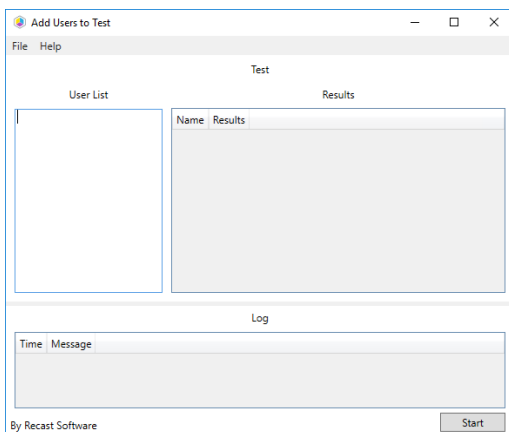 Add Users to Test
File Help
Test
User List Results
Name Results
Log
Time Message
By Recast Software Start